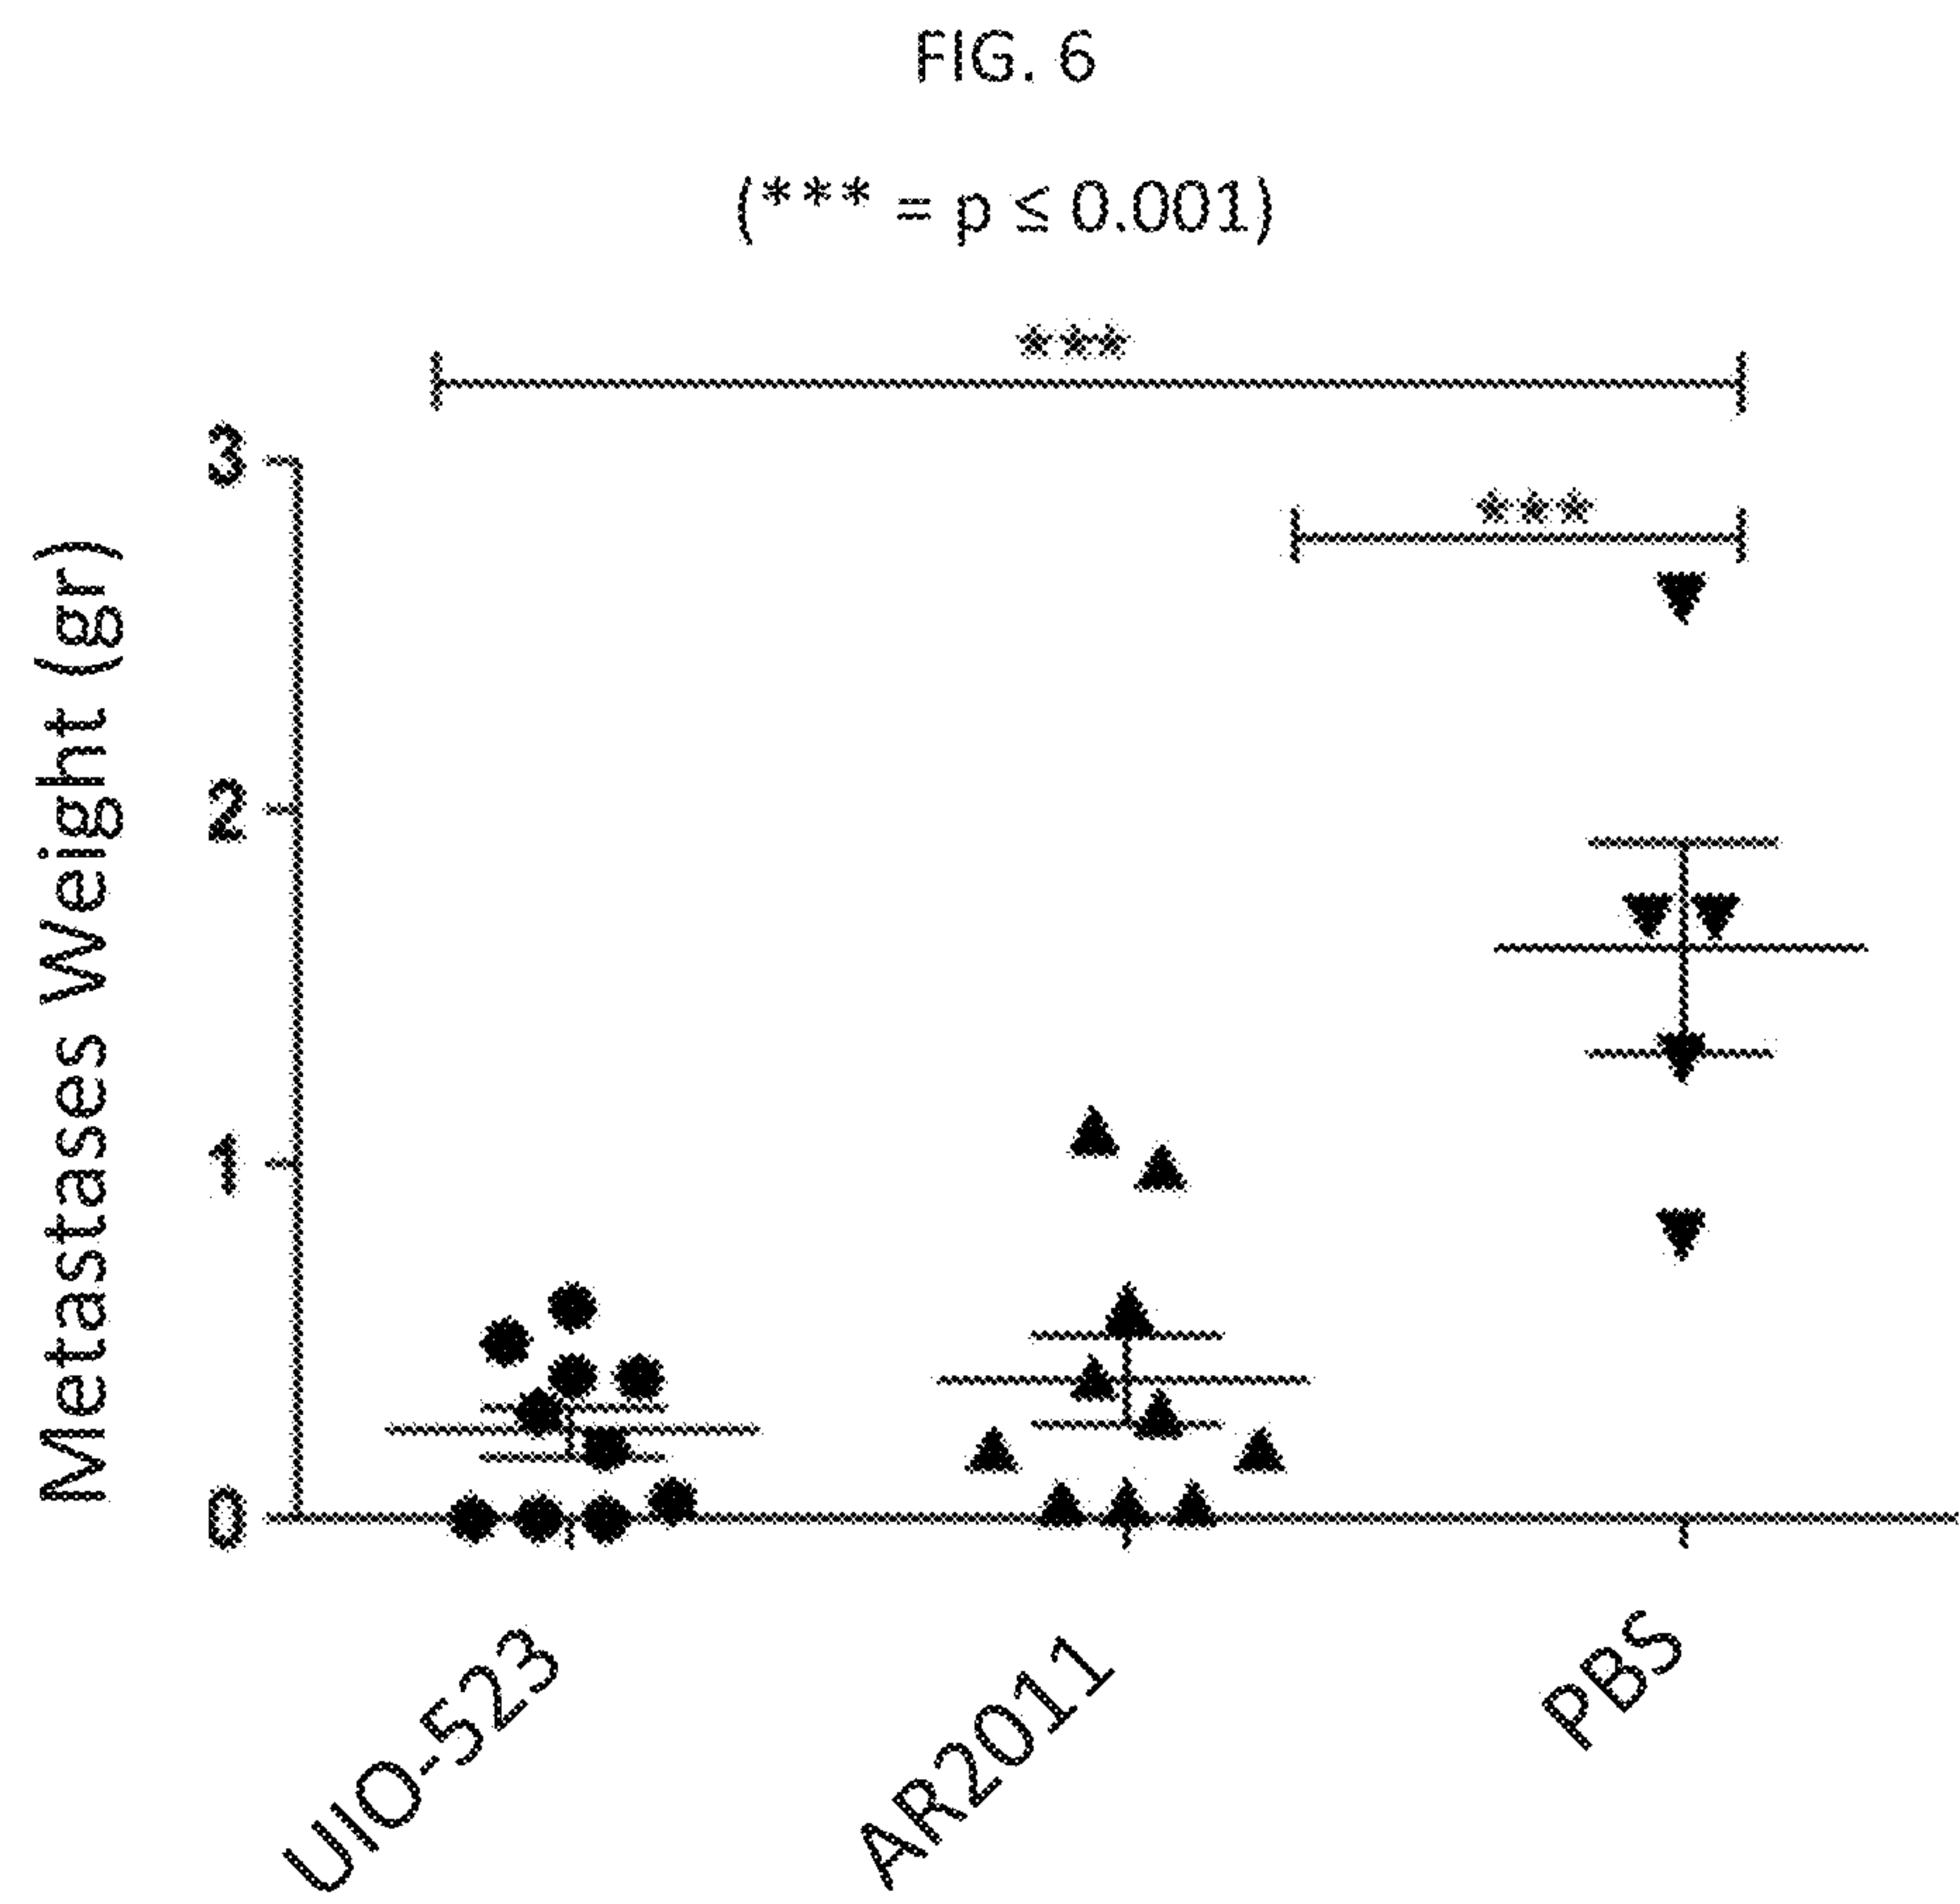 FIG. 6
(*** = p ≤ 0.001)
***
***
3
2
1
0
Metastases Weight (gr)
UIO-523
AR2011
PBS